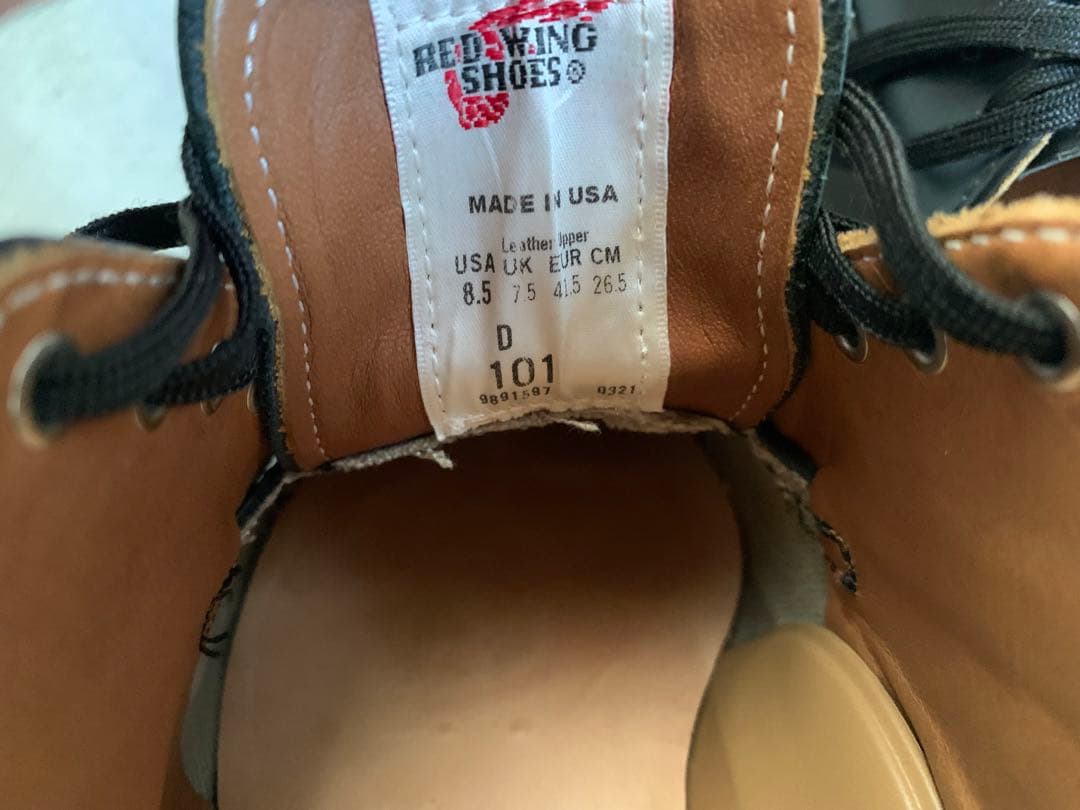 RED WING
SHOES®
MADE IN USA
Leather Upper
USA UK EUR CM
8.5 7.5 41.5 26.5
D
101
9891597 0321